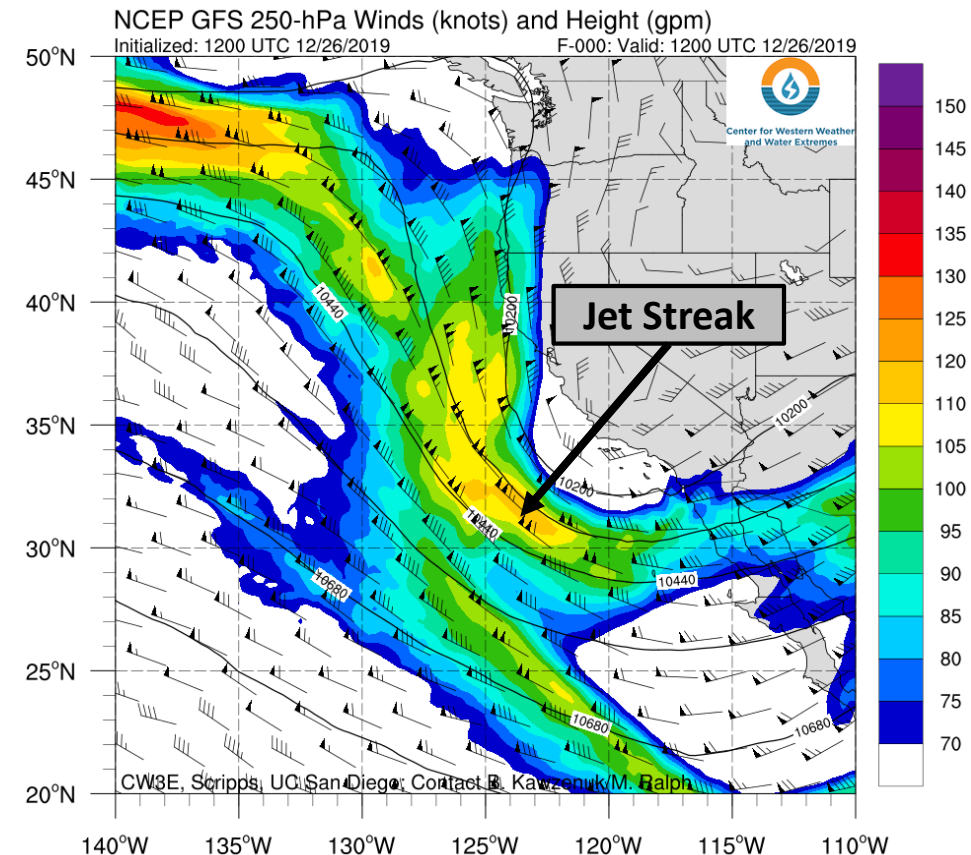 NCEP GFS 250-hPa Winds (knots) and Height (gpm)
Initialized: 1200 UTC 12/26/2019 F-000: Valid: 1200 UTC 12/26/2019
50°N
45°N
40°N
35°N
30°N
25°N
20°N
Center for Western Weather
and Water Extremes
Jet Streak
10440
10200
10200
10200
10440
10440
10680
10680
10680
CW3E, Scripps, UC San Diego; Contact B. Kawzenuk/M. Ralph
140°W 135°W 130°W 125°W 120°W 115°W 110°W
150
145
140
135
130
125
120
110
105
100
95
90
85
80
75
70